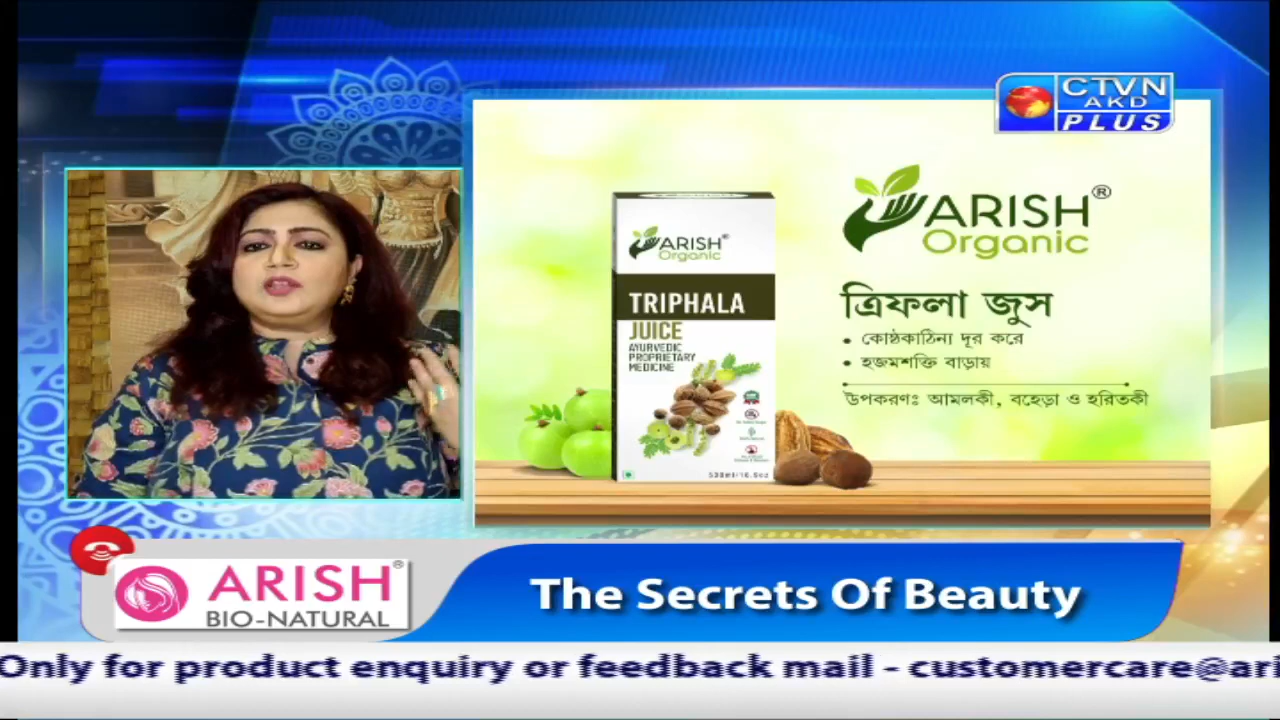 CTVN
AKD
PLUS
ARISH®
Organic
ARISH®
Organic
TRIPHALA
JUICE
AYURVEDIC
PROPRIETARY
MEDICINE
ত্রিফলা জুস
• কোষ্ঠকাঠিন্য দূর করে
• হজমশক্তি বাড়ায়
উপকরণঃ আমলকী, বহেড়া ও হরিতকী
ARISH®
BIO-NATURAL
The Secrets Of Beauty
Only for product enquiry or feedback mail - customercare@ari